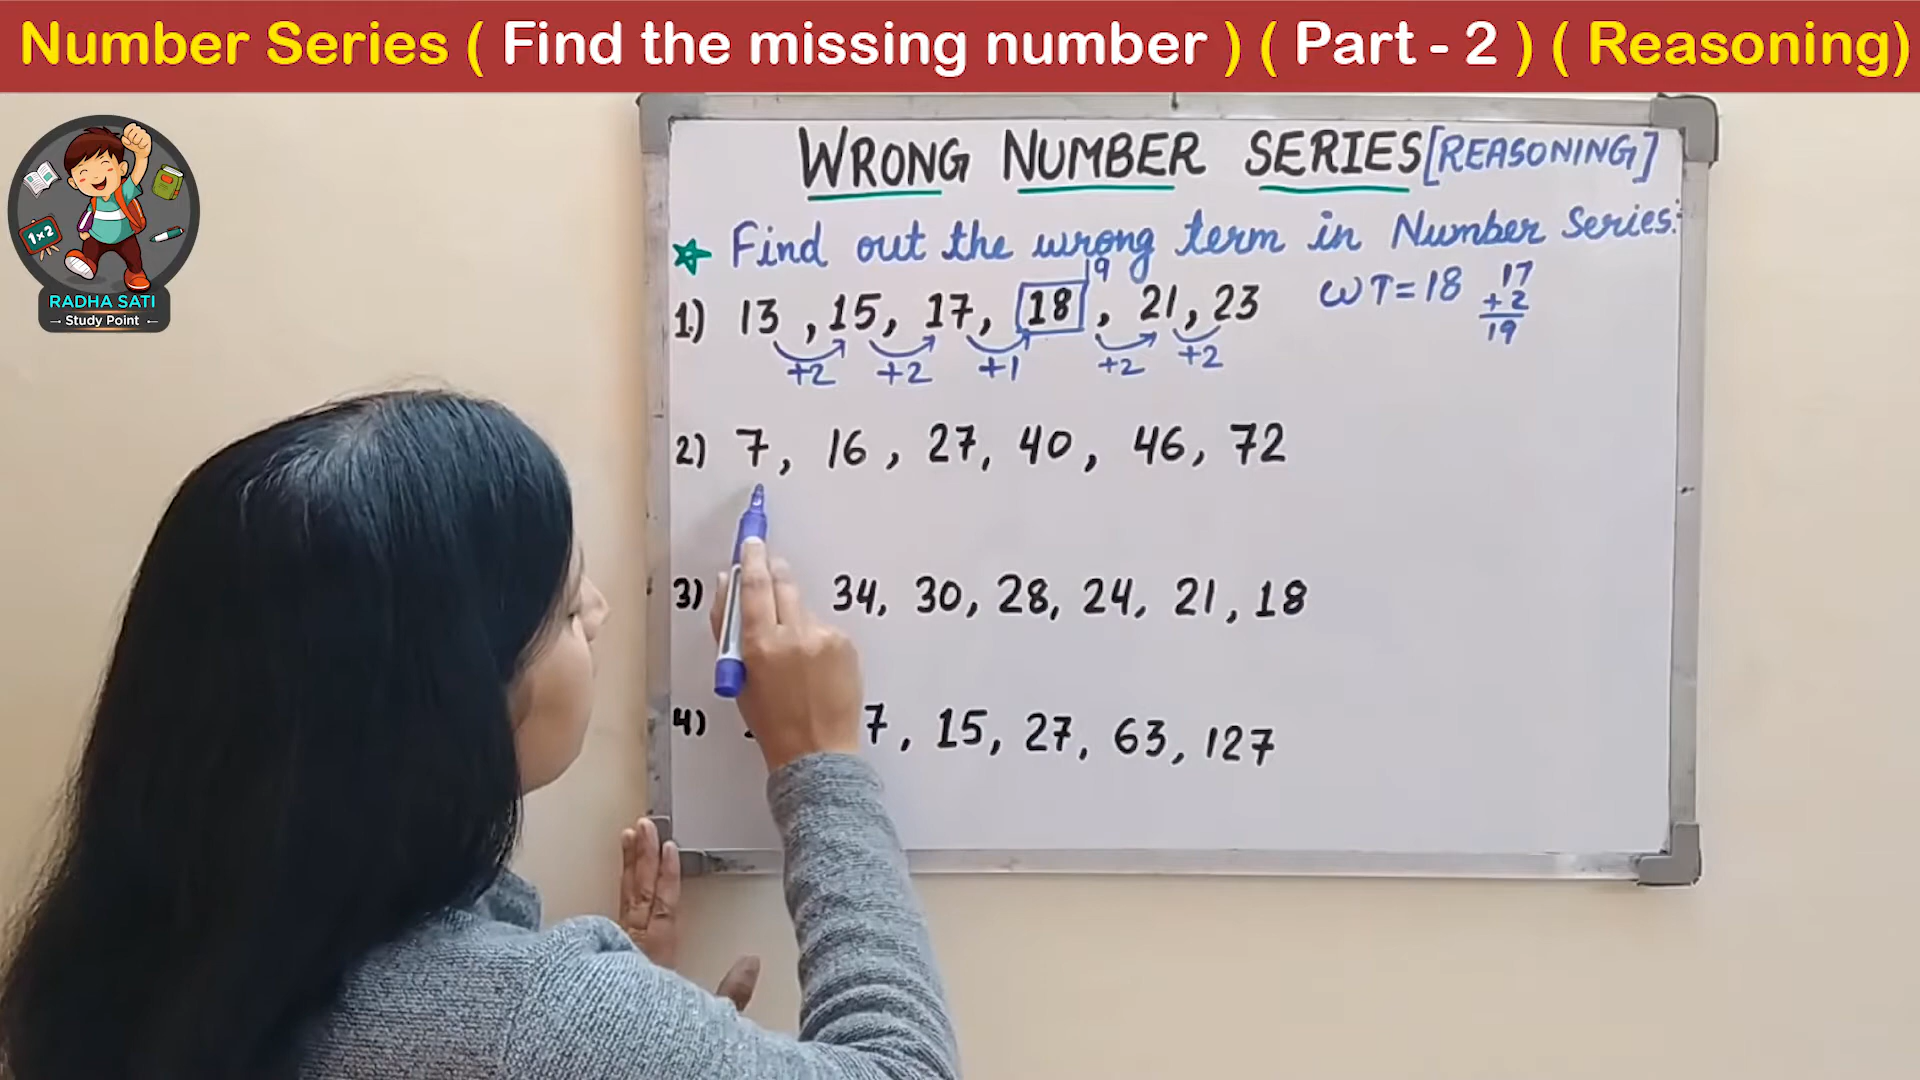 Number Series ( Find the missing number ) ( Part - 2 ) ( Reasoning)
1x2
RADHA SATI
Study Point
WRONG NUMBER SERIES [REASONING]
Find out the wrong term in Number Series:
19
1) 13, 15, 17, 18, 21, 23 WT=18 17
+2
19
+2 +2 +1 +2 +2
2) 7, 16, 27, 40, 46, 72
3) 34, 30, 28, 24, 21, 18
4) 7, 15, 27, 63, 127